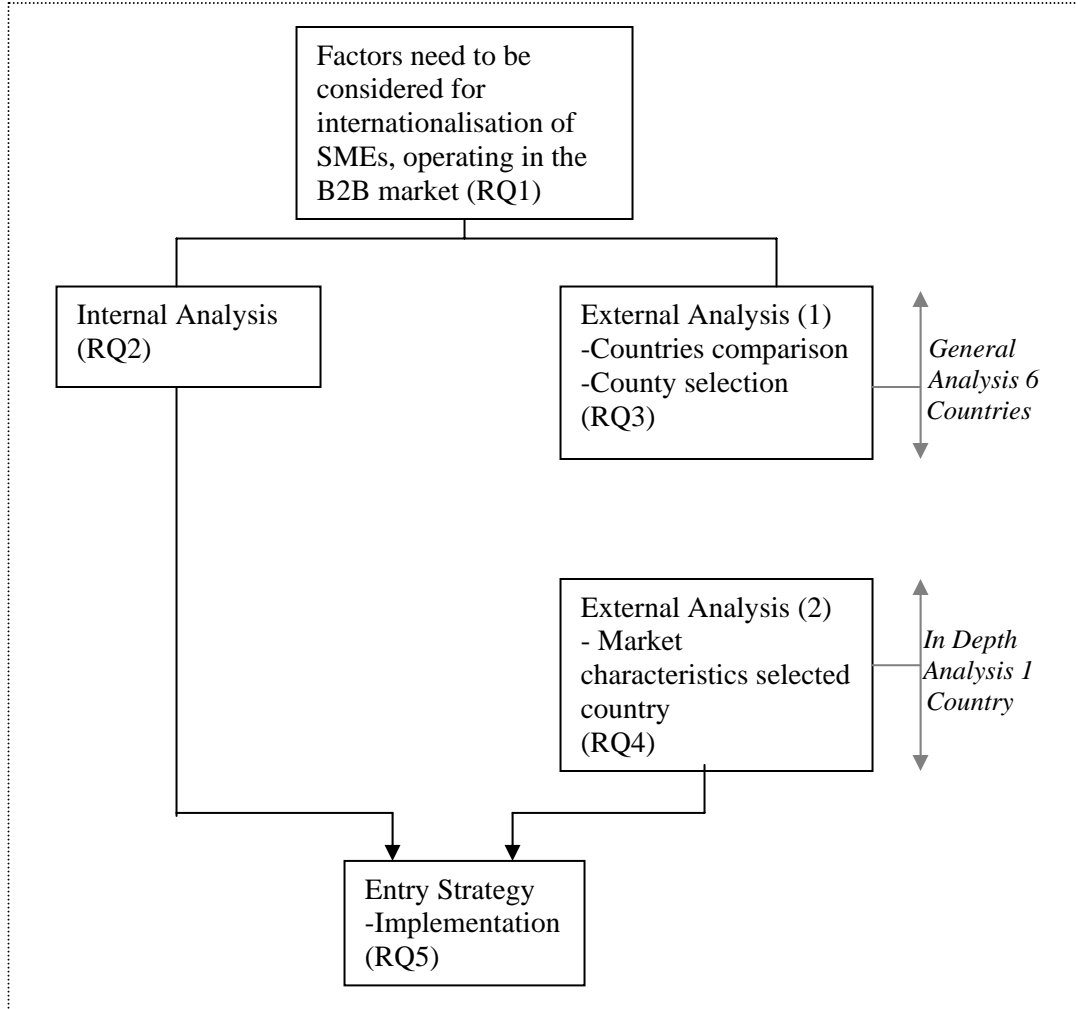 Factors need to be
considered for
internationalisation of
SMEs, operating in the
B2B market (RQ1)
Internal Analysis
(RQ2)
External Analysis (1)
-Countries comparison
-County selection
(RQ3)
General
Analysis 6
Countries
External Analysis (2)
- Market
characteristics selected
country
(RQ4)
In Depth
Analysis 1
Country
Entry Strategy
-Implementation
(RQ5)